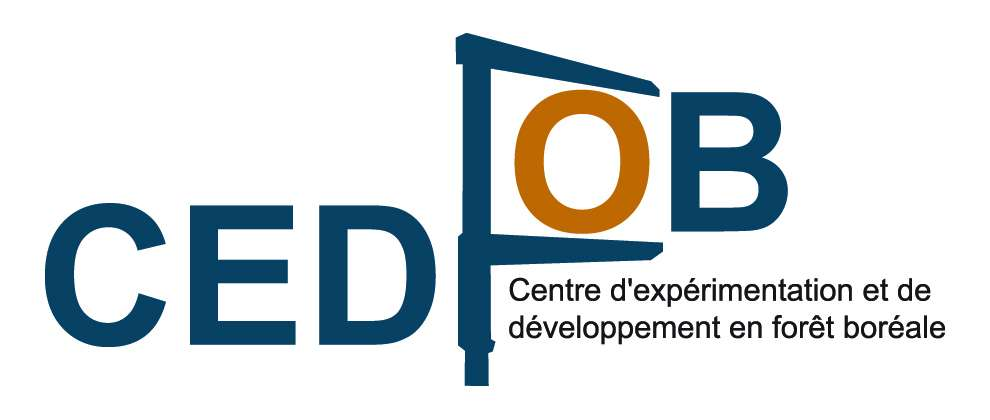 CEDFOB
Centre d'expérimentation et de
développement en forêt boréale